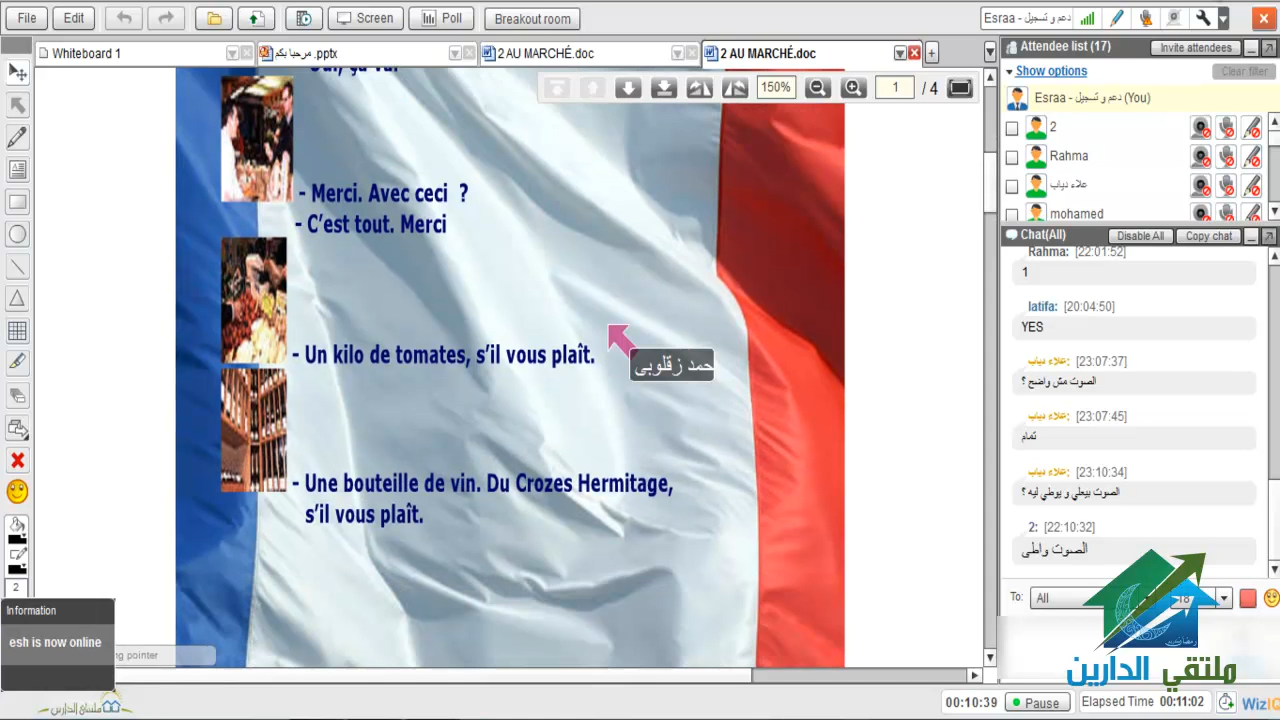 File
Edit
Screen
Poll
Breakout room
Esraa - دعم و تسجيل
Whiteboard 1
مرحبا بكم .pptx
2 AU MARCHÉ.doc
2 AU MARCHÉ.doc
150%
1
/ 4
- Merci. Avec ceci ?
- C'est tout. Merci
- Un kilo de tomates, s'il vous plaît.
حمد زقلوبى
- Une bouteille de vin. Du Crozes Hermitage,
s'il vous plaît.
2
Information
esh is now online
ng pointer
Attendee list (17)
Invite attendees
Show options
Clear filter
Esraa - دعم و تسجيل (You)
2
Rahma
علاء دياب
mohamed
Chat(All)
Disable All
Copy chat
Rahma: [22:01:52]
1
latifa: [20:04:50]
YES
علاء دياب: [23:07:37]
الصوت مش واضح ؟
علاء دياب: [23:07:45]
تمام
علاء دياب: [23:10:34]
الصوت بيعلي و يوطي ليه ؟
2: [22:10:32]
الصوت واطى
To:
All
18
ملتقي الدارين
00:10:39
Pause
Elapsed Time 00:11:02
WizIQ